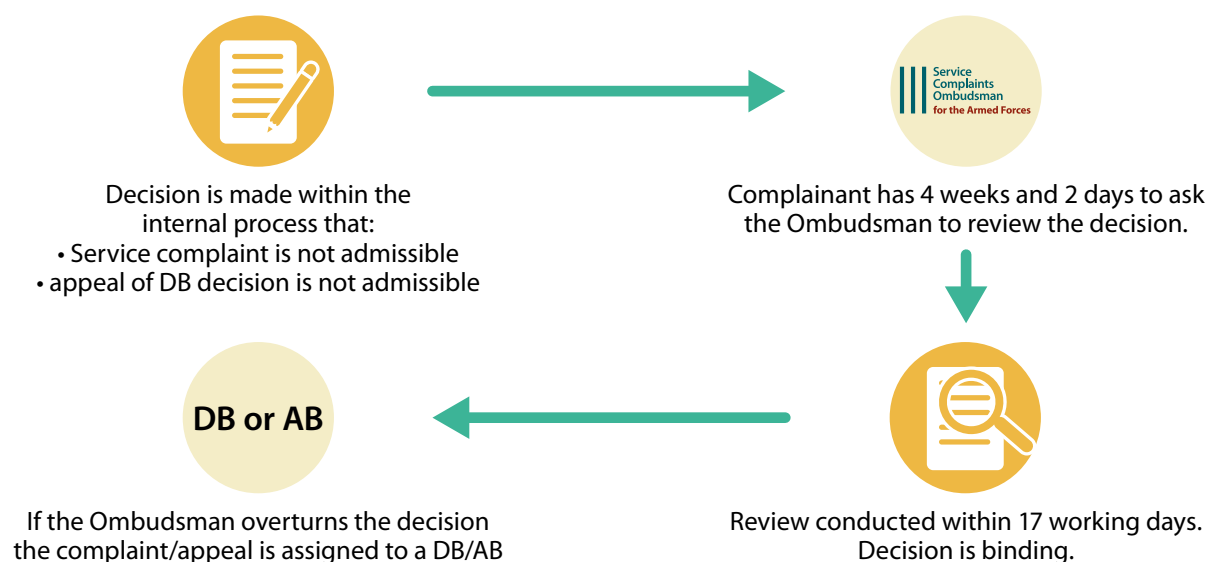 Decision is made within the
internal process that:
• Service complaint is not admissible
• appeal of DB decision is not admissible
Service
Complaints
Ombudsman
for the Armed Forces
Complainant has 4 weeks and 2 days to ask
the Ombudsman to review the decision.
Review conducted within 17 working days.
Decision is binding.
DB or AB
If the Ombudsman overturns the decision
the complaint/appeal is assigned to a DB/AB